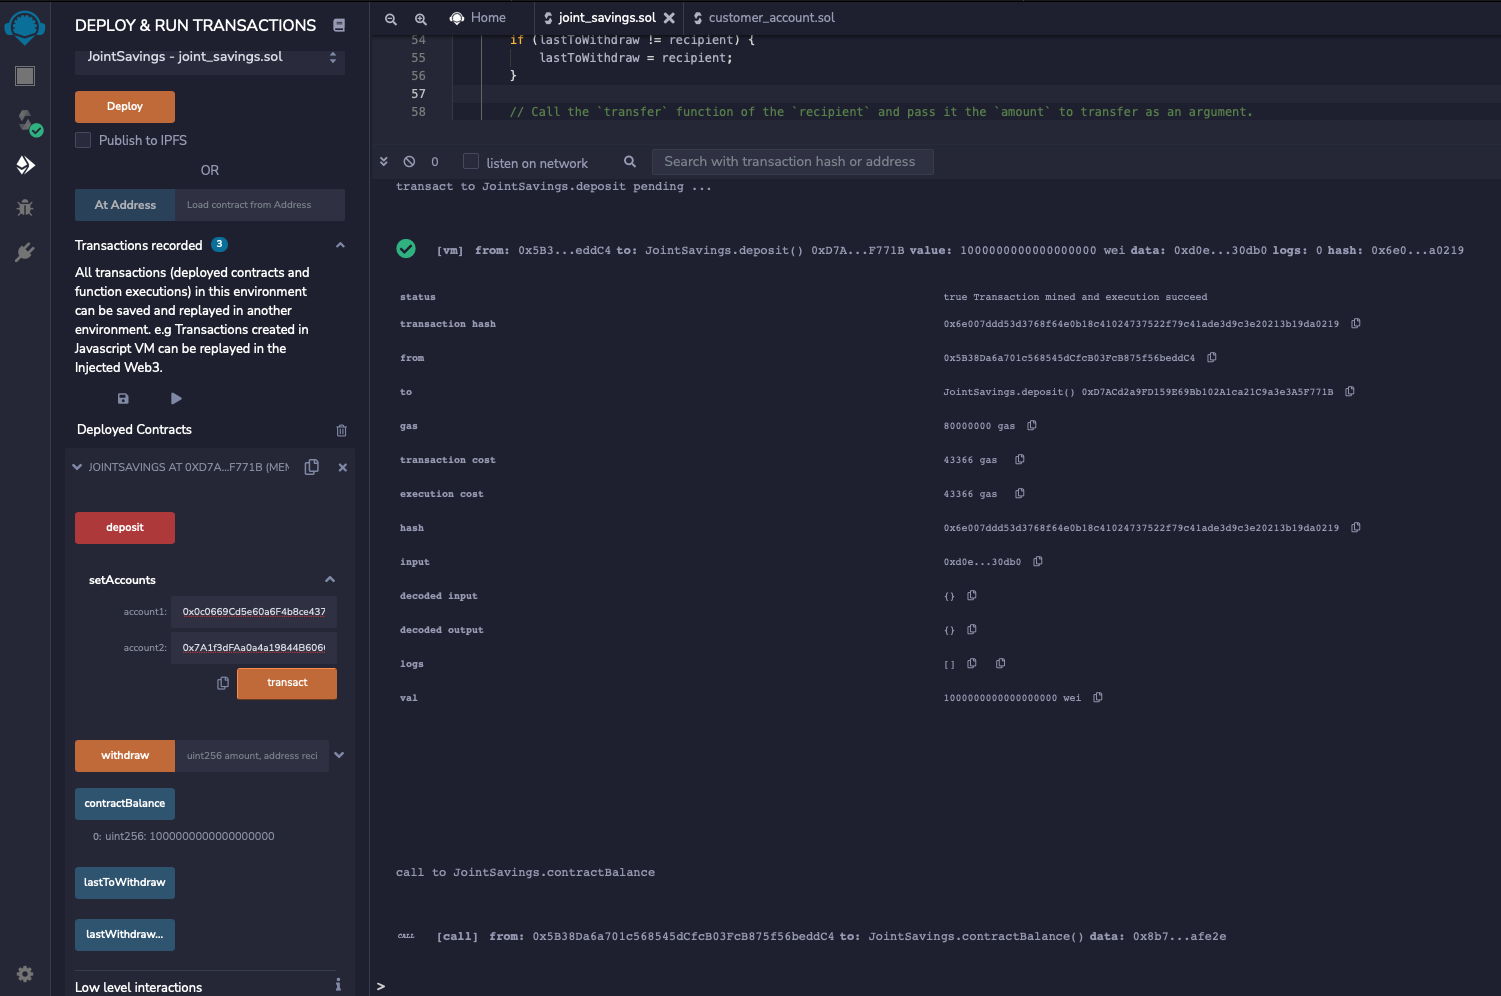 DEPLOY & RUN TRANSACTIONS
JointSavings - joint_savings.sol
Deploy
Publish to IPFS
OR
At Address
Load contract from Address
Transactions recorded 3
All transactions (deployed contracts and
function executions) in this environment
can be saved and replayed in another
environment. e.g Transactions created in
Javascript VM can be replayed in the
Injected Web3.
Deployed Contracts
JOINTSAVINGS AT 0XD7A...F771B (MEM
deposit
setAccounts
account1: 0x0c0669Cd5e60a6F4b8ce437
account2: 0x7A1f3dFAa0a4a19844B606
transact
withdraw uint256 amount, address reci
contractBalance
0: uint256: 1000000000000000000
lastToWithdraw
lastWithdraw...
Low level interactions
Home
joint_savings.sol
customer_account.sol
54 if (lastToWithdraw != recipient) {
55 lastToWithdraw = recipient;
56 }
57
58 // Call the `transfer` function of the `recipient` and pass it the `amount` to transfer as an argument.
0
listen on network
Search with transaction hash or address
transact to JointSavings.deposit pending ...
[vm] from: 0x5B3...eddC4 to: JointSavings.deposit() 0xD7A...F771B value: 1000000000000000000 wei data: 0xd0e...30db0 logs: 0 hash: 0x6e0...a0219
status true Transaction mined and execution succeed
transaction hash 0x6e007ddd53d3768f64e0b18c41024737522f79c41ade3d9c3e20213b19da0219
from 0x5B38Da6a701c568545dCfcB03FcB875f56beddC4
to JointSavings.deposit() 0xD7ACd2a9FD159E69Bb102A1ca21C9a3e3A5F771B
gas 80000000 gas
transaction cost 43366 gas
execution cost 43366 gas
hash 0x6e007ddd53d3768f64e0b18c41024737522f79c41ade3d9c3e20213b19da0219
input 0xd0e...30db0
decoded input {}
decoded output {}
logs []
val 1000000000000000000 wei
call to JointSavings.contractBalance
CALL [call] from: 0x5B38Da6a701c568545dCfcB03FcB875f56beddC4 to: JointSavings.contractBalance() data: 0x8b7...afe2e
>